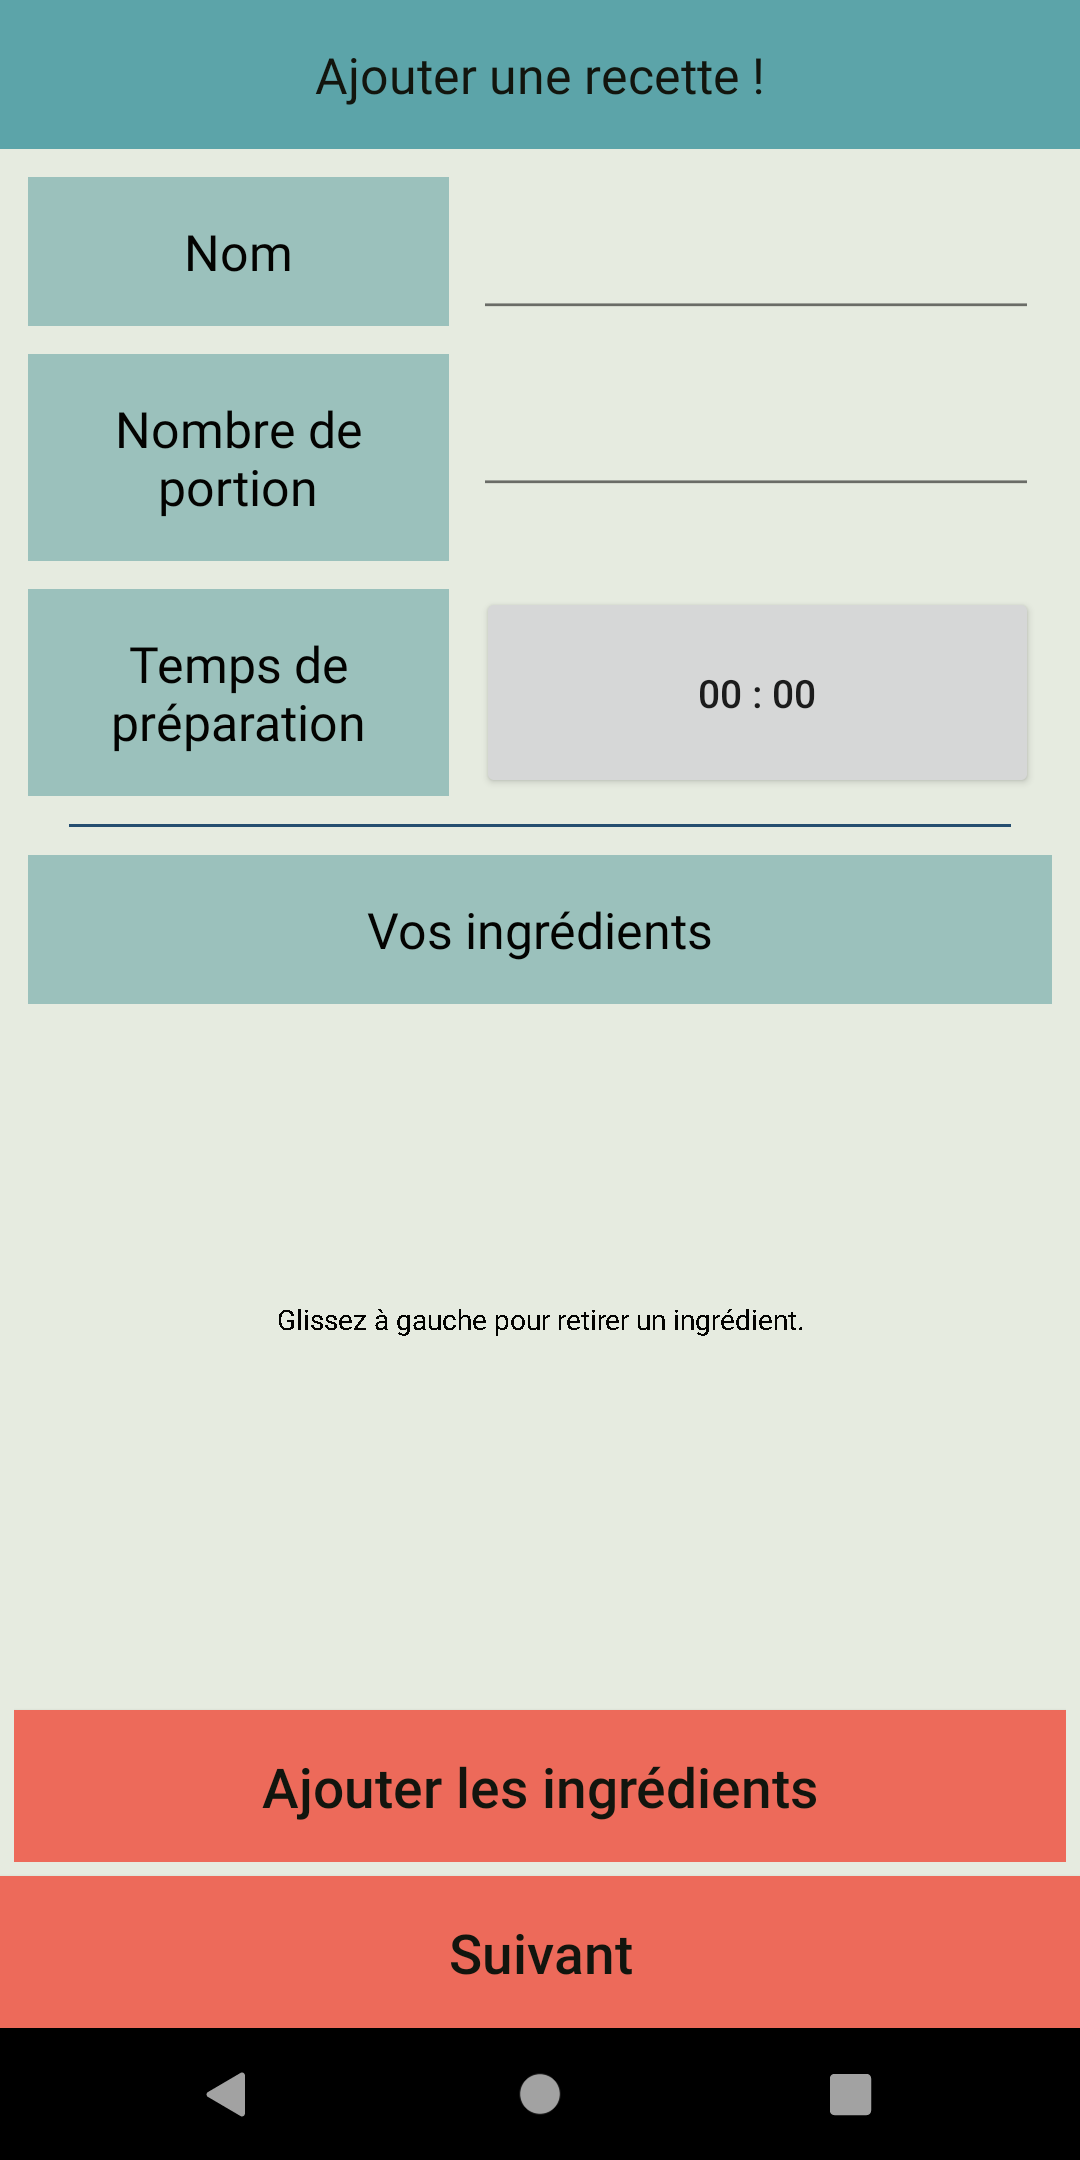 Ajouter une recette !
Nom
Nombre de
portion
Temps de
préparation
00 : 00
Vos ingrédients
Glissez à gauche pour retirer un ingrédient.
Ajouter les ingrédients
Suivant